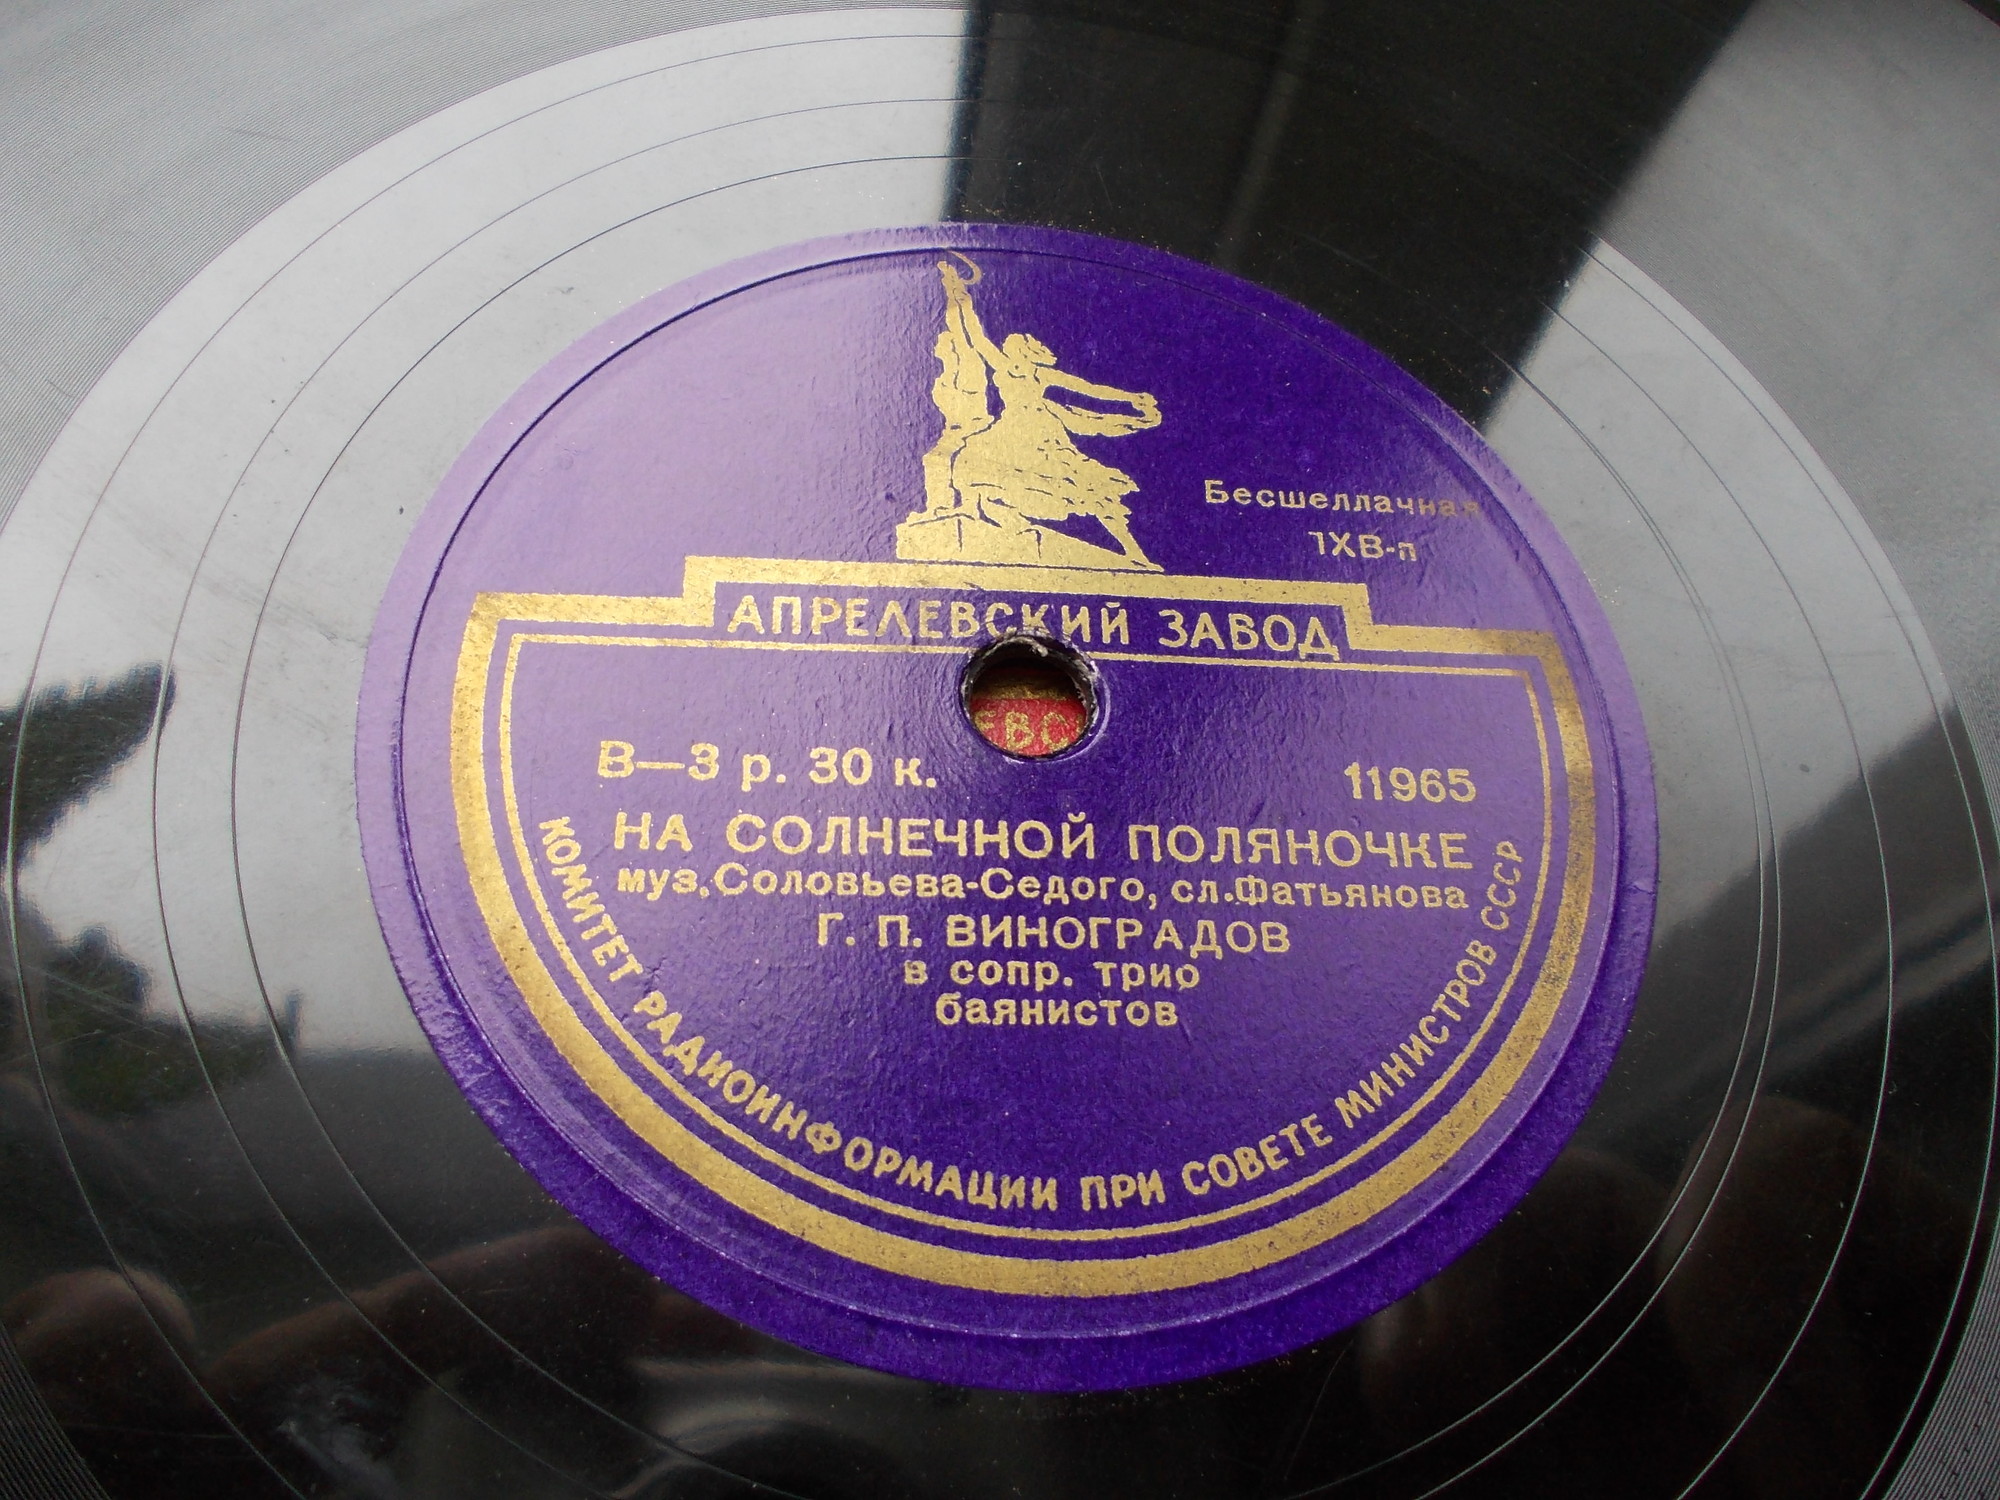 Бесшеллачная
1ХВ-п
АПРЕЛЕВСКИЙ ЗАВОД
ЕВС
В—3 р. 30 к.
11965
НА СОЛНЕЧНОЙ ПОЛЯНОЧКЕ
муз.Соловьева-Седого, сл.Фатьянова
Г. П. ВИНОГРАДОВ
в сопр. трио
баянистов
КОМИТЕТ РАДИОИНФОРМАЦИИ ПРИ СОВЕТЕ МИНИСТРОВ СССР